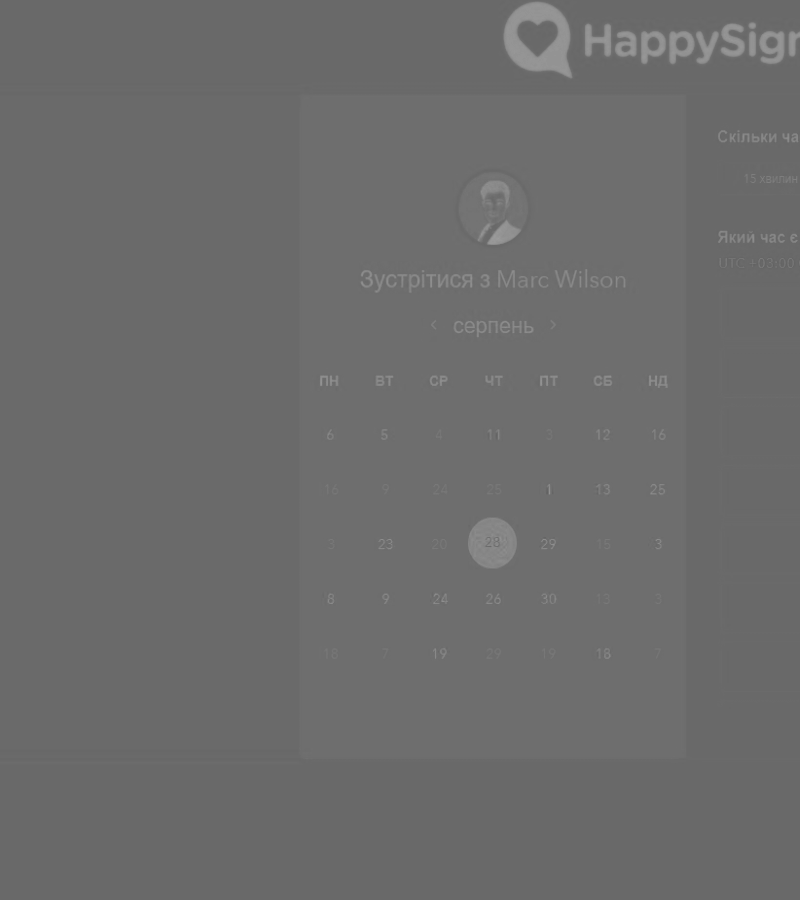 HappySign
Скільки ча
15 хвилин
Який час є
UTC +03:00
Зустрітися з Marc Wilson
< серпень >
ПН ВТ СР ЧТ ПТ СБ НД
6 5 4 11 3 12 16
16 9 24 25 1 13 25
3 23 20 28 29 15 3
8 9 24 26 30 13 3
18 7 19 29 19 18 7